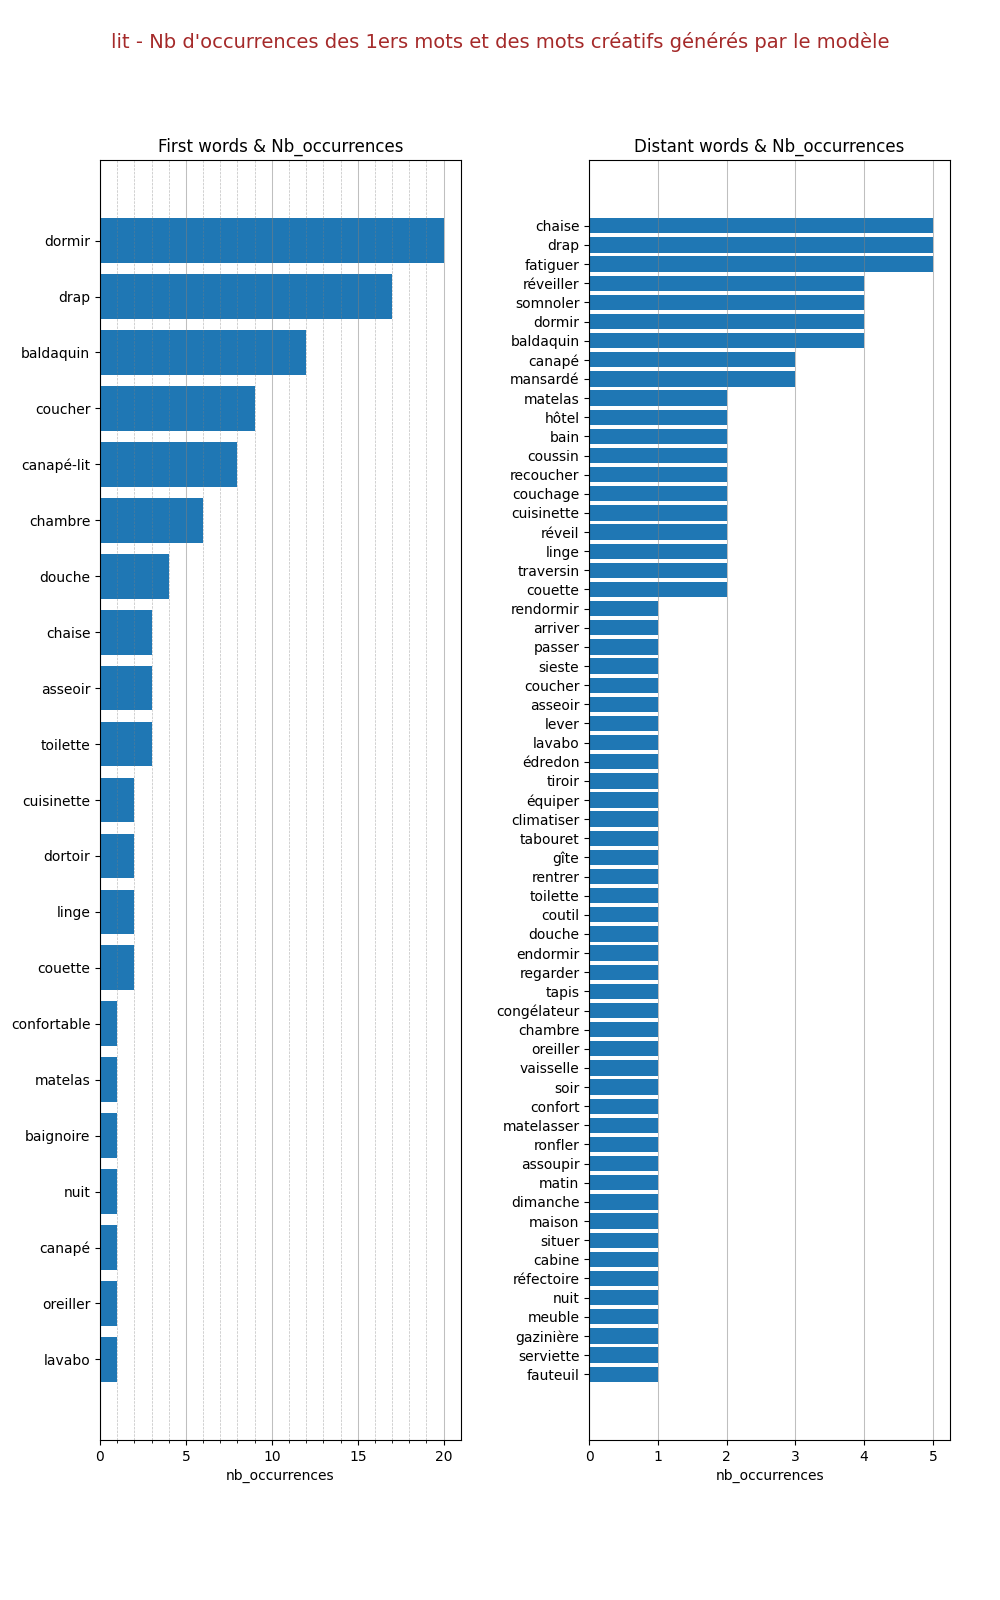 lit - Nb d'occurrences des 1ers mots et des mots créatifs générés par le modèle
First words & Nb_occurrences
dormir
drap
baldaquin
coucher
canapé-lit
chambre
douche
chaise
asseoir
toilette
cuisinette
dortoir
linge
couette
confortable
matelas
baignoire
nuit
canapé
oreiller
lavabo
0 5 10 15 20
nb_occurrences
Distant words & Nb_occurrences
chaise
drap
fatiguer
réveiller
somnoler
dormir
baldaquin
canapé
mansardé
matelas
hôtel
bain
coussin
recoucher
couchage
cuisinette
réveil
linge
traversin
couette
rendormir
arriver
passer
sieste
coucher
asseoir
lever
lavabo
édredon
tiroir
équiper
climatiser
tabouret
gîte
rentrer
toilette
coutil
douche
endormir
regarder
tapis
congélateur
chambre
oreiller
vaisselle
soir
confort
matelasser
ronfler
assoupir
matin
dimanche
maison
situer
cabine
réfectoire
nuit
meuble
gazinière
serviette
fauteuil
0 1 2 3 4 5
nb_occurrences